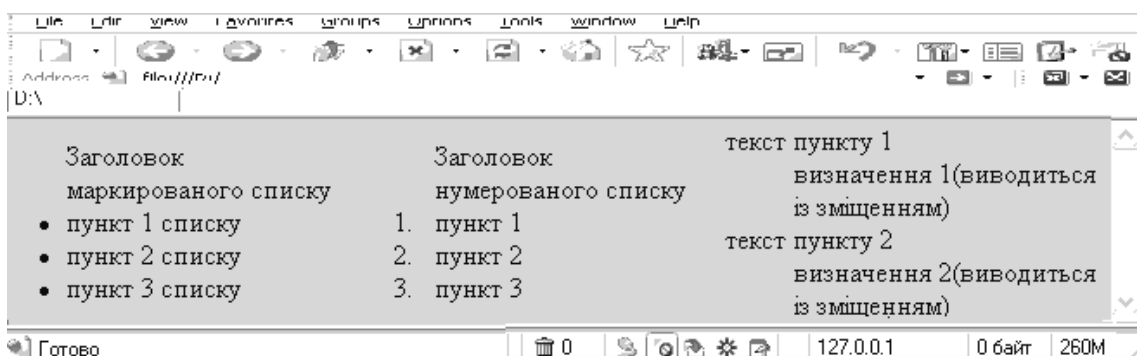 File Edit View Favorites Groups Options Tools Window Help
Address file:///D:/
D:\
Заголовок
маркированого списку
• пункт 1 списку
• пункт 2 списку
• пункт 3 списку
Заголовок
нумерованого списку
1. пункт 1
2. пункт 2
3. пункт 3
текст пункту 1
визначення 1(виводиться
із зміщенням)
текст пункту 2
визначення 2(виводиться
із зміщенням)
Готово 0 127.0.0.1 0 байт 260M